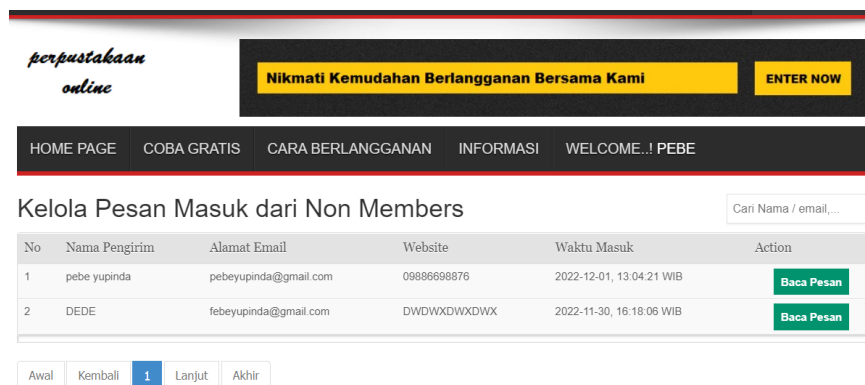 perpustakaan
online
Nikmati Kemudahan Berlangganan Bersama Kami
ENTER NOW
HOME PAGE COBA GRATIS CARA BERLANGGANAN INFORMASI WELCOME..! PEBE
Kelola Pesan Masuk dari Non Members
Cari Nama / email,...
No Nama Pengirim Alamat Email Website Waktu Masuk Action
1 pebe yupinda pebeyupinda@gmail.com 09886698876 2022-12-01, 13:04:21 WIB Baca Pesan
2 DEDE febeyupinda@gmail.com DWDWXDWXDWX 2022-11-30, 16:18:06 WIB Baca Pesan
Awal Kembali 1 Lanjut Akhir